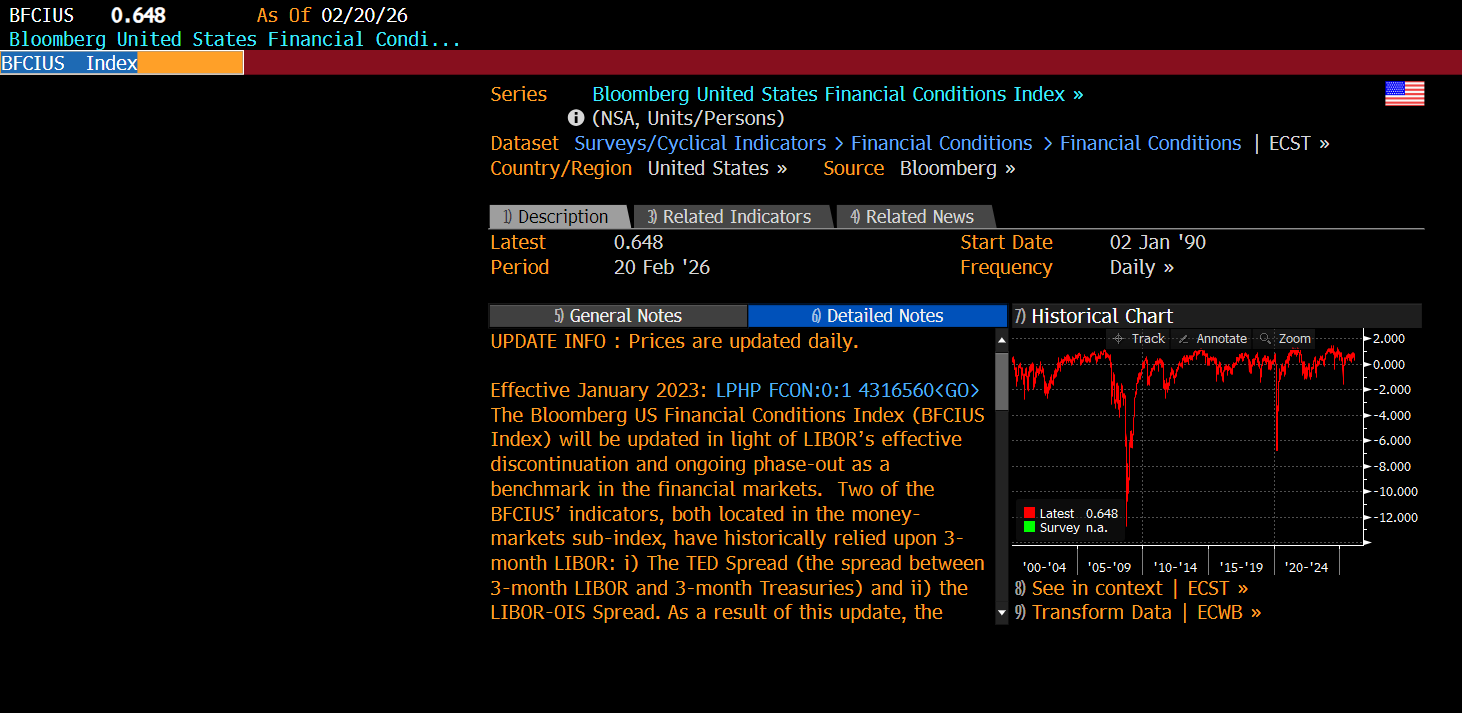 BFCIUS 0.648 As Of 02/20/26
Bloomberg United States Financial Condi...
BFCIUS Index
Series Bloomberg United States Financial Conditions Index »
(NSA, Units/Persons)
Dataset Surveys/Cyclical Indicators > Financial Conditions > Financial Conditions | ECST »
Country/Region United States » Source Bloomberg »
1) Description 3) Related Indicators 4) Related News
Latest 0.648 Start Date 02 Jan '90
Period 20 Feb '26 Frequency Daily »
5) General Notes 6) Detailed Notes
UPDATE INFO : Prices are updated daily.
Effective January 2023: LPHP FCON:0:1 4316560<GO>
The Bloomberg US Financial Conditions Index (BFCIUS
Index) will be updated in light of LIBOR’s effective
discontinuation and ongoing phase-out as a
benchmark in the financial markets.  Two of the
BFCIUS’ indicators, both located in the money-
markets sub-index, have historically relied upon 3-
month LIBOR: i) The TED Spread (the spread between
3-month LIBOR and 3-month Treasuries) and ii) the
LIBOR-OIS Spread. As a result of this update, the
7) Historical Chart
Track Annotate Zoom
2.000
0.000
-2.000
-4.000
-6.000
-8.000
-10.000
-12.000
Latest 0.648
Survey n.a.
'00-'04 '05-'09 '10-'14 '15-'19 '20-'24
8) See in context | ECST »
9) Transform Data | ECWB »